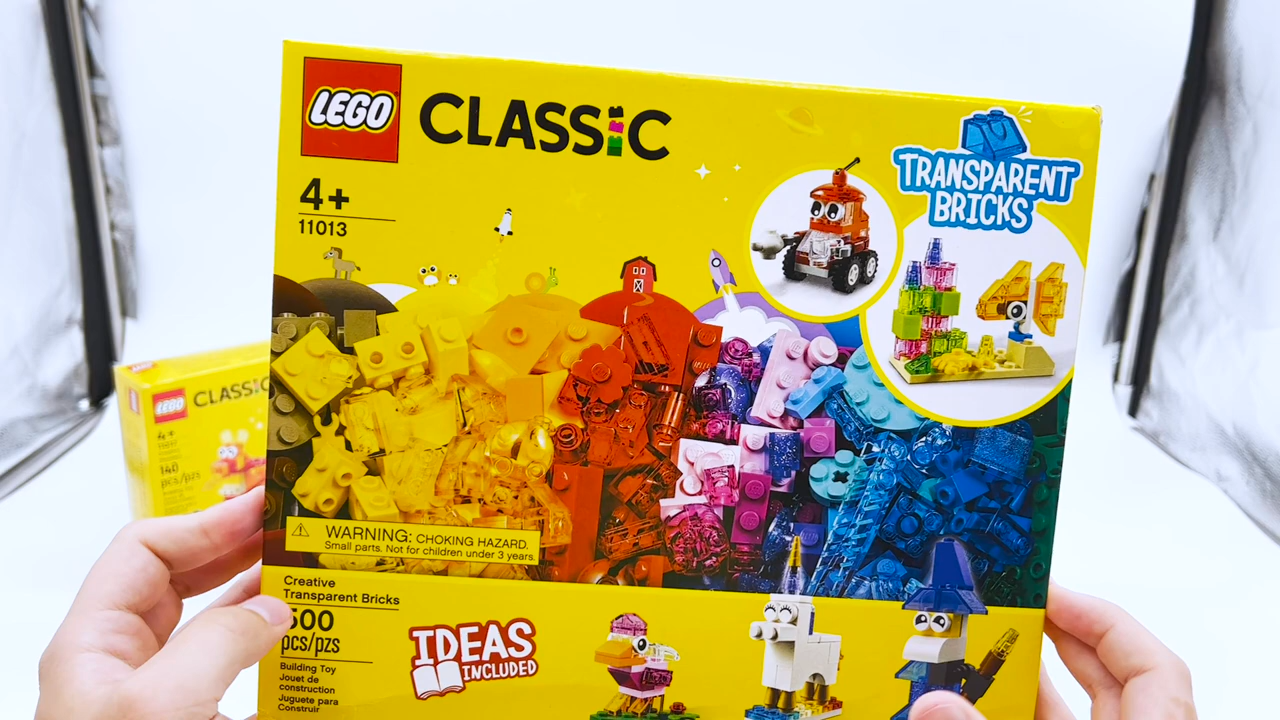 LEGO
CLASSIC
4+
11013
TRANSPARENT
BRICKS
LEGO
CLASSIC
4+
140
pcs/pzs
WARNING: CHOKING HAZARD.
Small parts. Not for children under 3 years.
Creative
Transparent Bricks
500
pcs/pzs
Building Toy
Jouet de
construction
Juguete para
Construir
IDEAS
INCLUDED